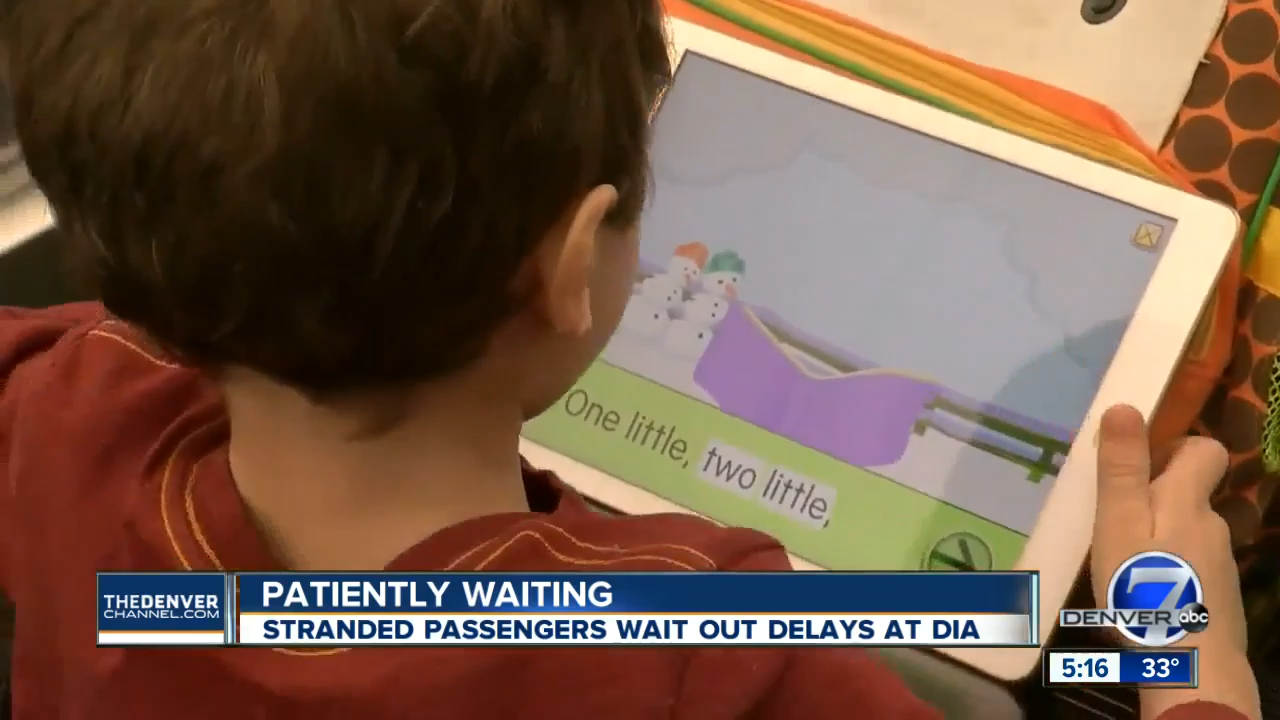 One little, two little,
THEDENVER
CHANNEL.COM
PATIENTLY WAITING
STRANDED PASSENGERS WAIT OUT DELAYS AT DIA
DENVER 7 abc
5:16 33°